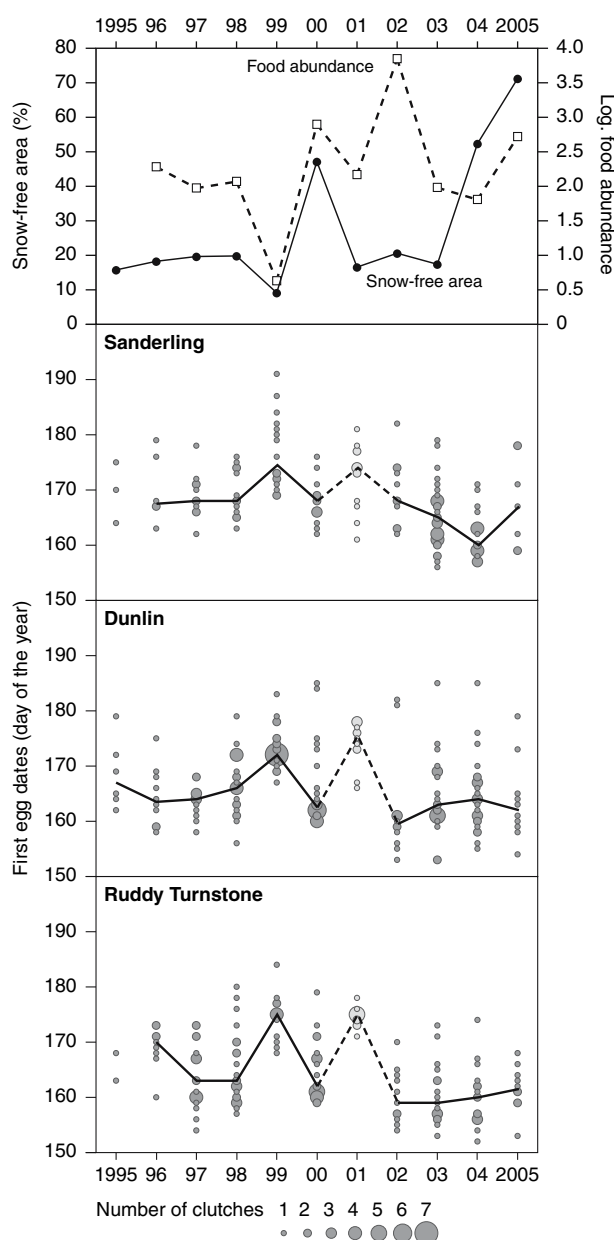 1995 96 97 98 99 00 01 02 03 04 2005
80 4.0
70 3.5
60 3.0
50 2.5
40 2.0
30 1.5
20 1.0
10 0.5
0 0
Snow-free area (%)
Log. food abundance
Food abundance
Snow-free area
Sanderling
190
180
170
160
150
First egg dates (day of the year)
Dunlin
190
180
170
160
150
Ruddy Turnstone
190
180
170
160
150
1995 96 97 98 99 00 01 02 03 04 2005
Number of clutches 1 2 3 4 5 6 7